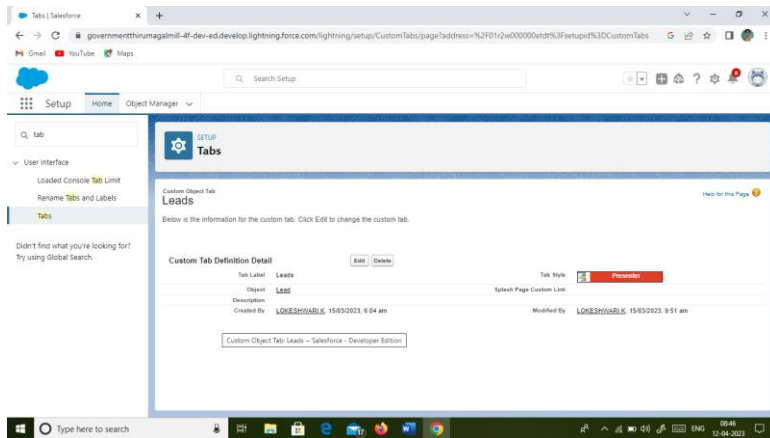 Tabs | Salesforce
governmentthirumagalmill-4f-dev-ed.develop.lightning.force.com/lightning/setup/CustomTabs/page?address=%2F01r2w000000etdt%3Fsetupid%3DCustomTabs
Gmail YouTube Maps
Search Setup
Setup Home Object Manager
tab
SETUP
Tabs
User Interface
Loaded Console Tab Limit
Rename Tabs and Labels
Tabs
Didn't find what you're looking for?
Try using Global Search.
Custom Object Tab
Leads
Help for this Page
Below is the information for the custom tab. Click Edit to change the custom tab.
Custom Tab Definition Detail Edit Delete
Tab Label Leads Tab Style Presenter
Object Lead Splash Page Custom Link
Description
Created By LOKESHWARI K, 15/03/2023, 6:04 am Modified By LOKESHWARI K, 15/03/2023, 9:51 am
Custom Object Tab: Leads ~ Salesforce - Developer Edition
Type here to search
ENG
08:46
12-04-2023